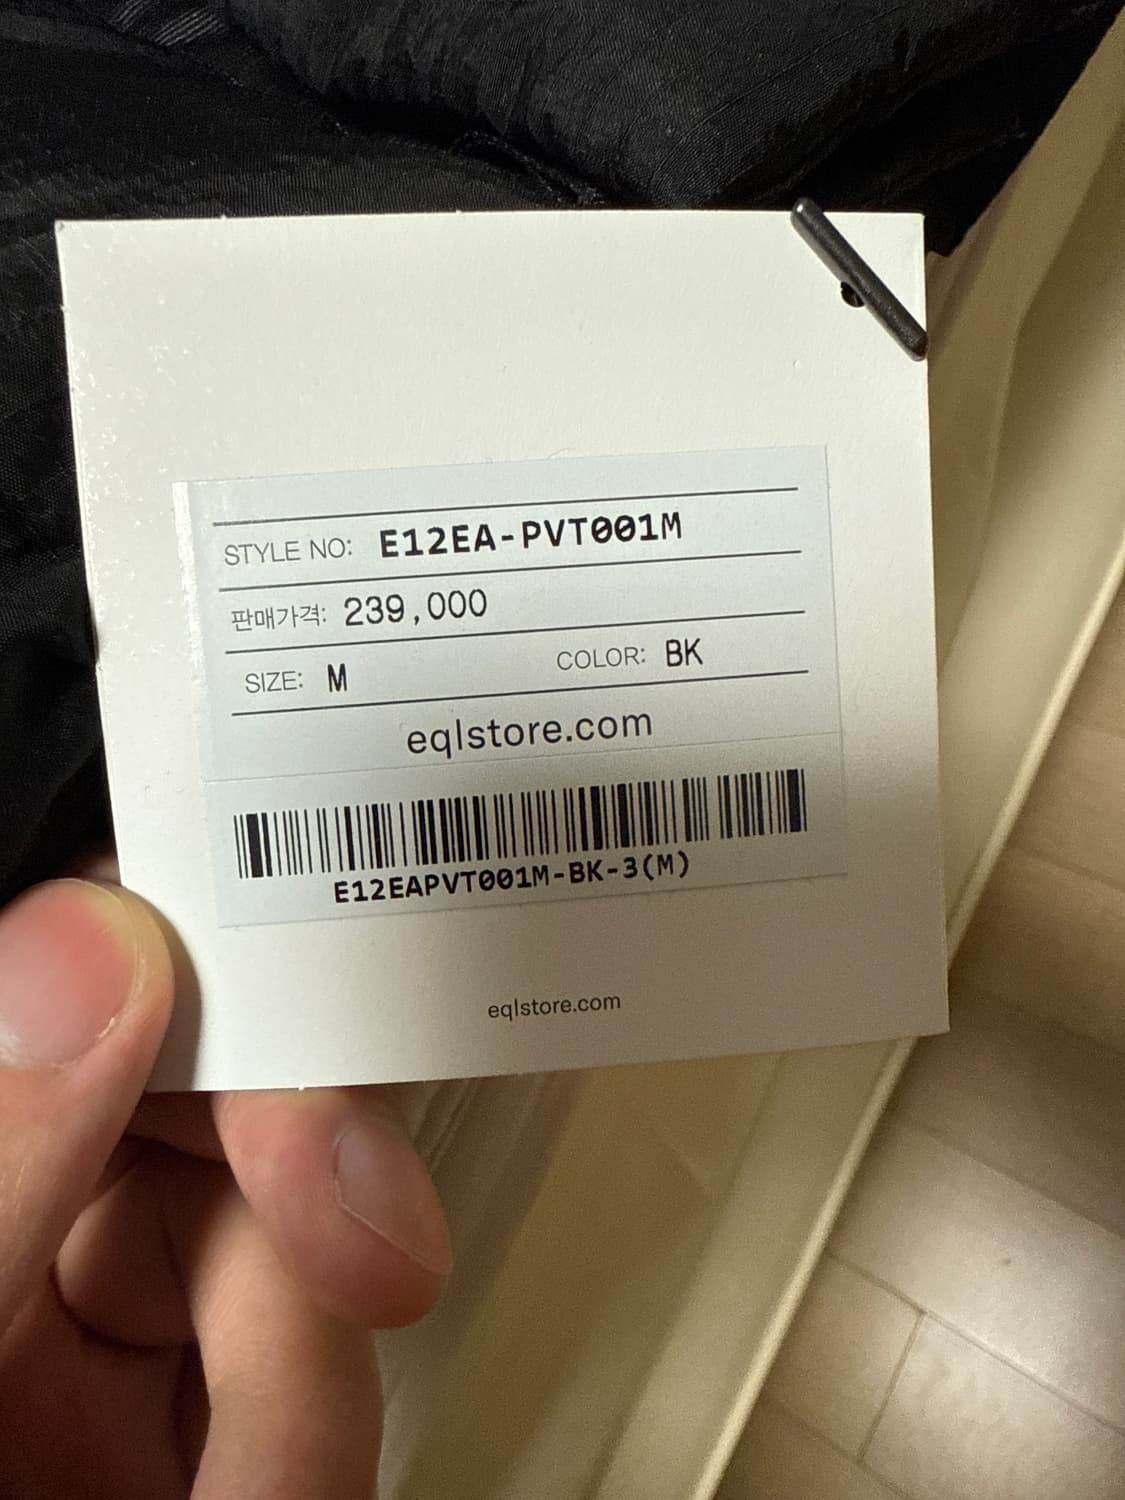 STYLE NO: E12EA-PVT001M
판매가격: 239,000
SIZE: M COLOR: BK
eqlstore.com
E12EAPVT001M-BK-3(M)
eqlstore.com